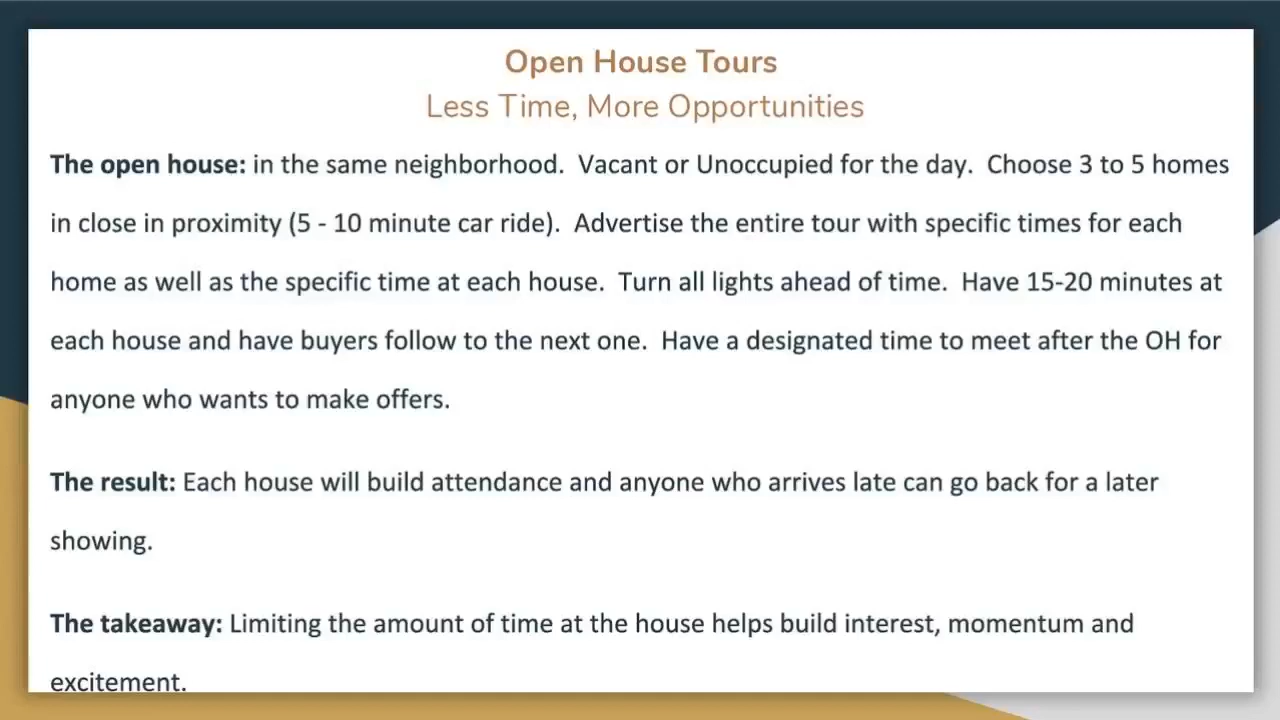 Open House Tours
Less Time, More Opportunities
The open house: in the same neighborhood. Vacant or Unoccupied for the day. Choose 3 to 5 homes
in close in proximity (5 - 10 minute car ride). Advertise the entire tour with specific times for each
home as well as the specific time at each house. Turn all lights ahead of time. Have 15-20 minutes at
each house and have buyers follow to the next one. Have a designated time to meet after the OH for
anyone who wants to make offers.
The result: Each house will build attendance and anyone who arrives late can go back for a later
showing.
The takeaway: Limiting the amount of time at the house helps build interest, momentum and
excitement.